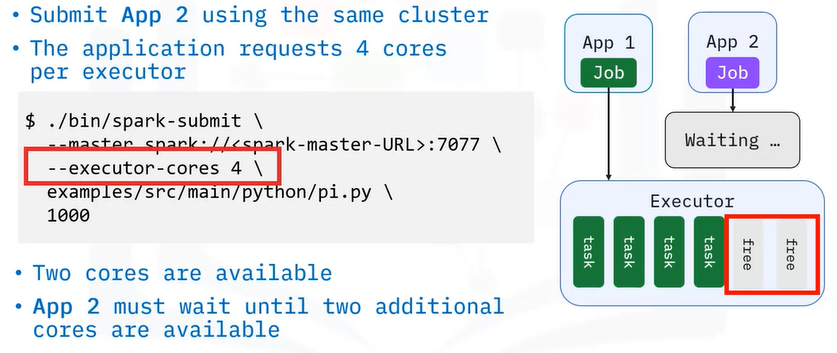 • Submit App 2 using the same cluster
• The application requests 4 cores
per executor
$ ./bin/spark-submit \
--master spark://<spark-master-URL>:7077 \
--executor-cores 4 \
examples/src/main/python/pi.py \
1000
• Two cores are available
• App 2 must wait until two additional
cores are available
App 1
Job
App 2
Job
Waiting …
Executor
task
task
task
task
free
free